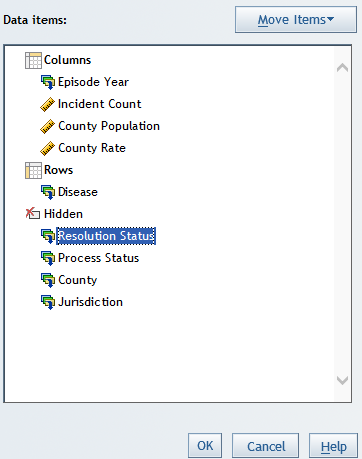 Data items:
Move Items
Columns
Episode Year
Incident Count
County Population
County Rate
Rows
Disease
Hidden
Resolution Status
Process Status
County
Jurisdiction
OK
Cancel
Help